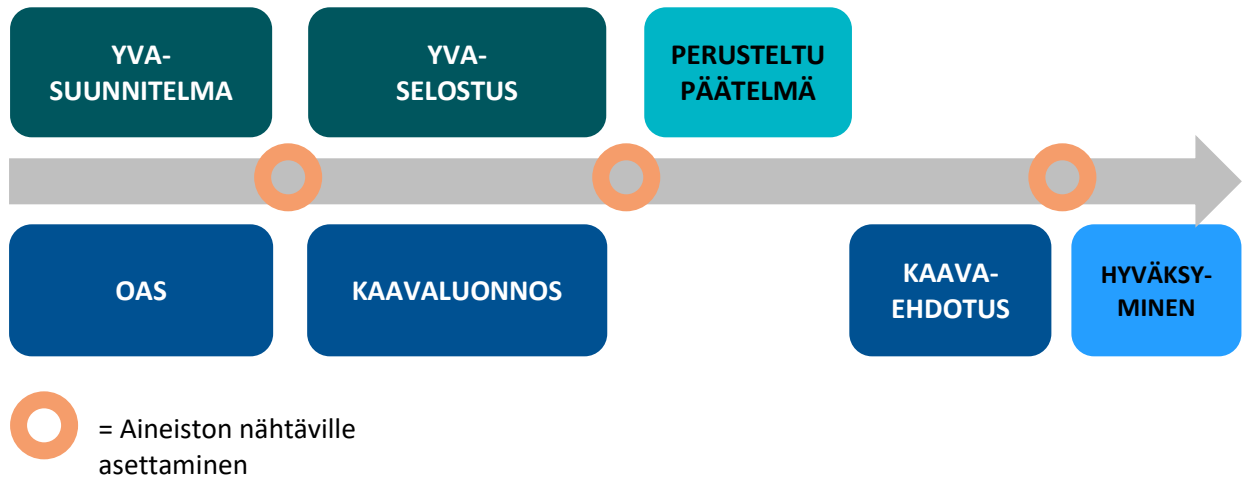 YVA-
SUUNNITELMA
YVA-
SELOSTUS
PERUSTELTU
PÄÄTELMÄ
OAS
KAAVALUONNOS
KAAVA-
EHDOTUS
HYVÄKSY-
MINEN
= Aineiston nähtäville
asettaminen